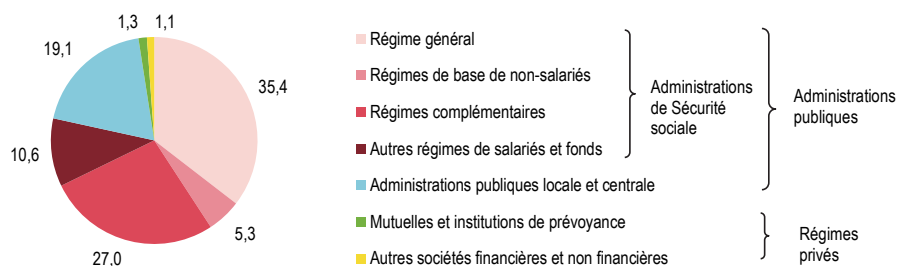 1,3
1,1
19,1
35,4
10,6
5,3
27,0
Régime général
Régimes de base de non-salariés
Régimes complémentaires
Autres régimes de salariés et fonds
Administrations publiques locale et centrale
Mutuelles et institutions de prévoyance
Autres sociétés financières et non financières
Administrations
de Sécurité
sociale
Administrations
publiques
Régimes
privés